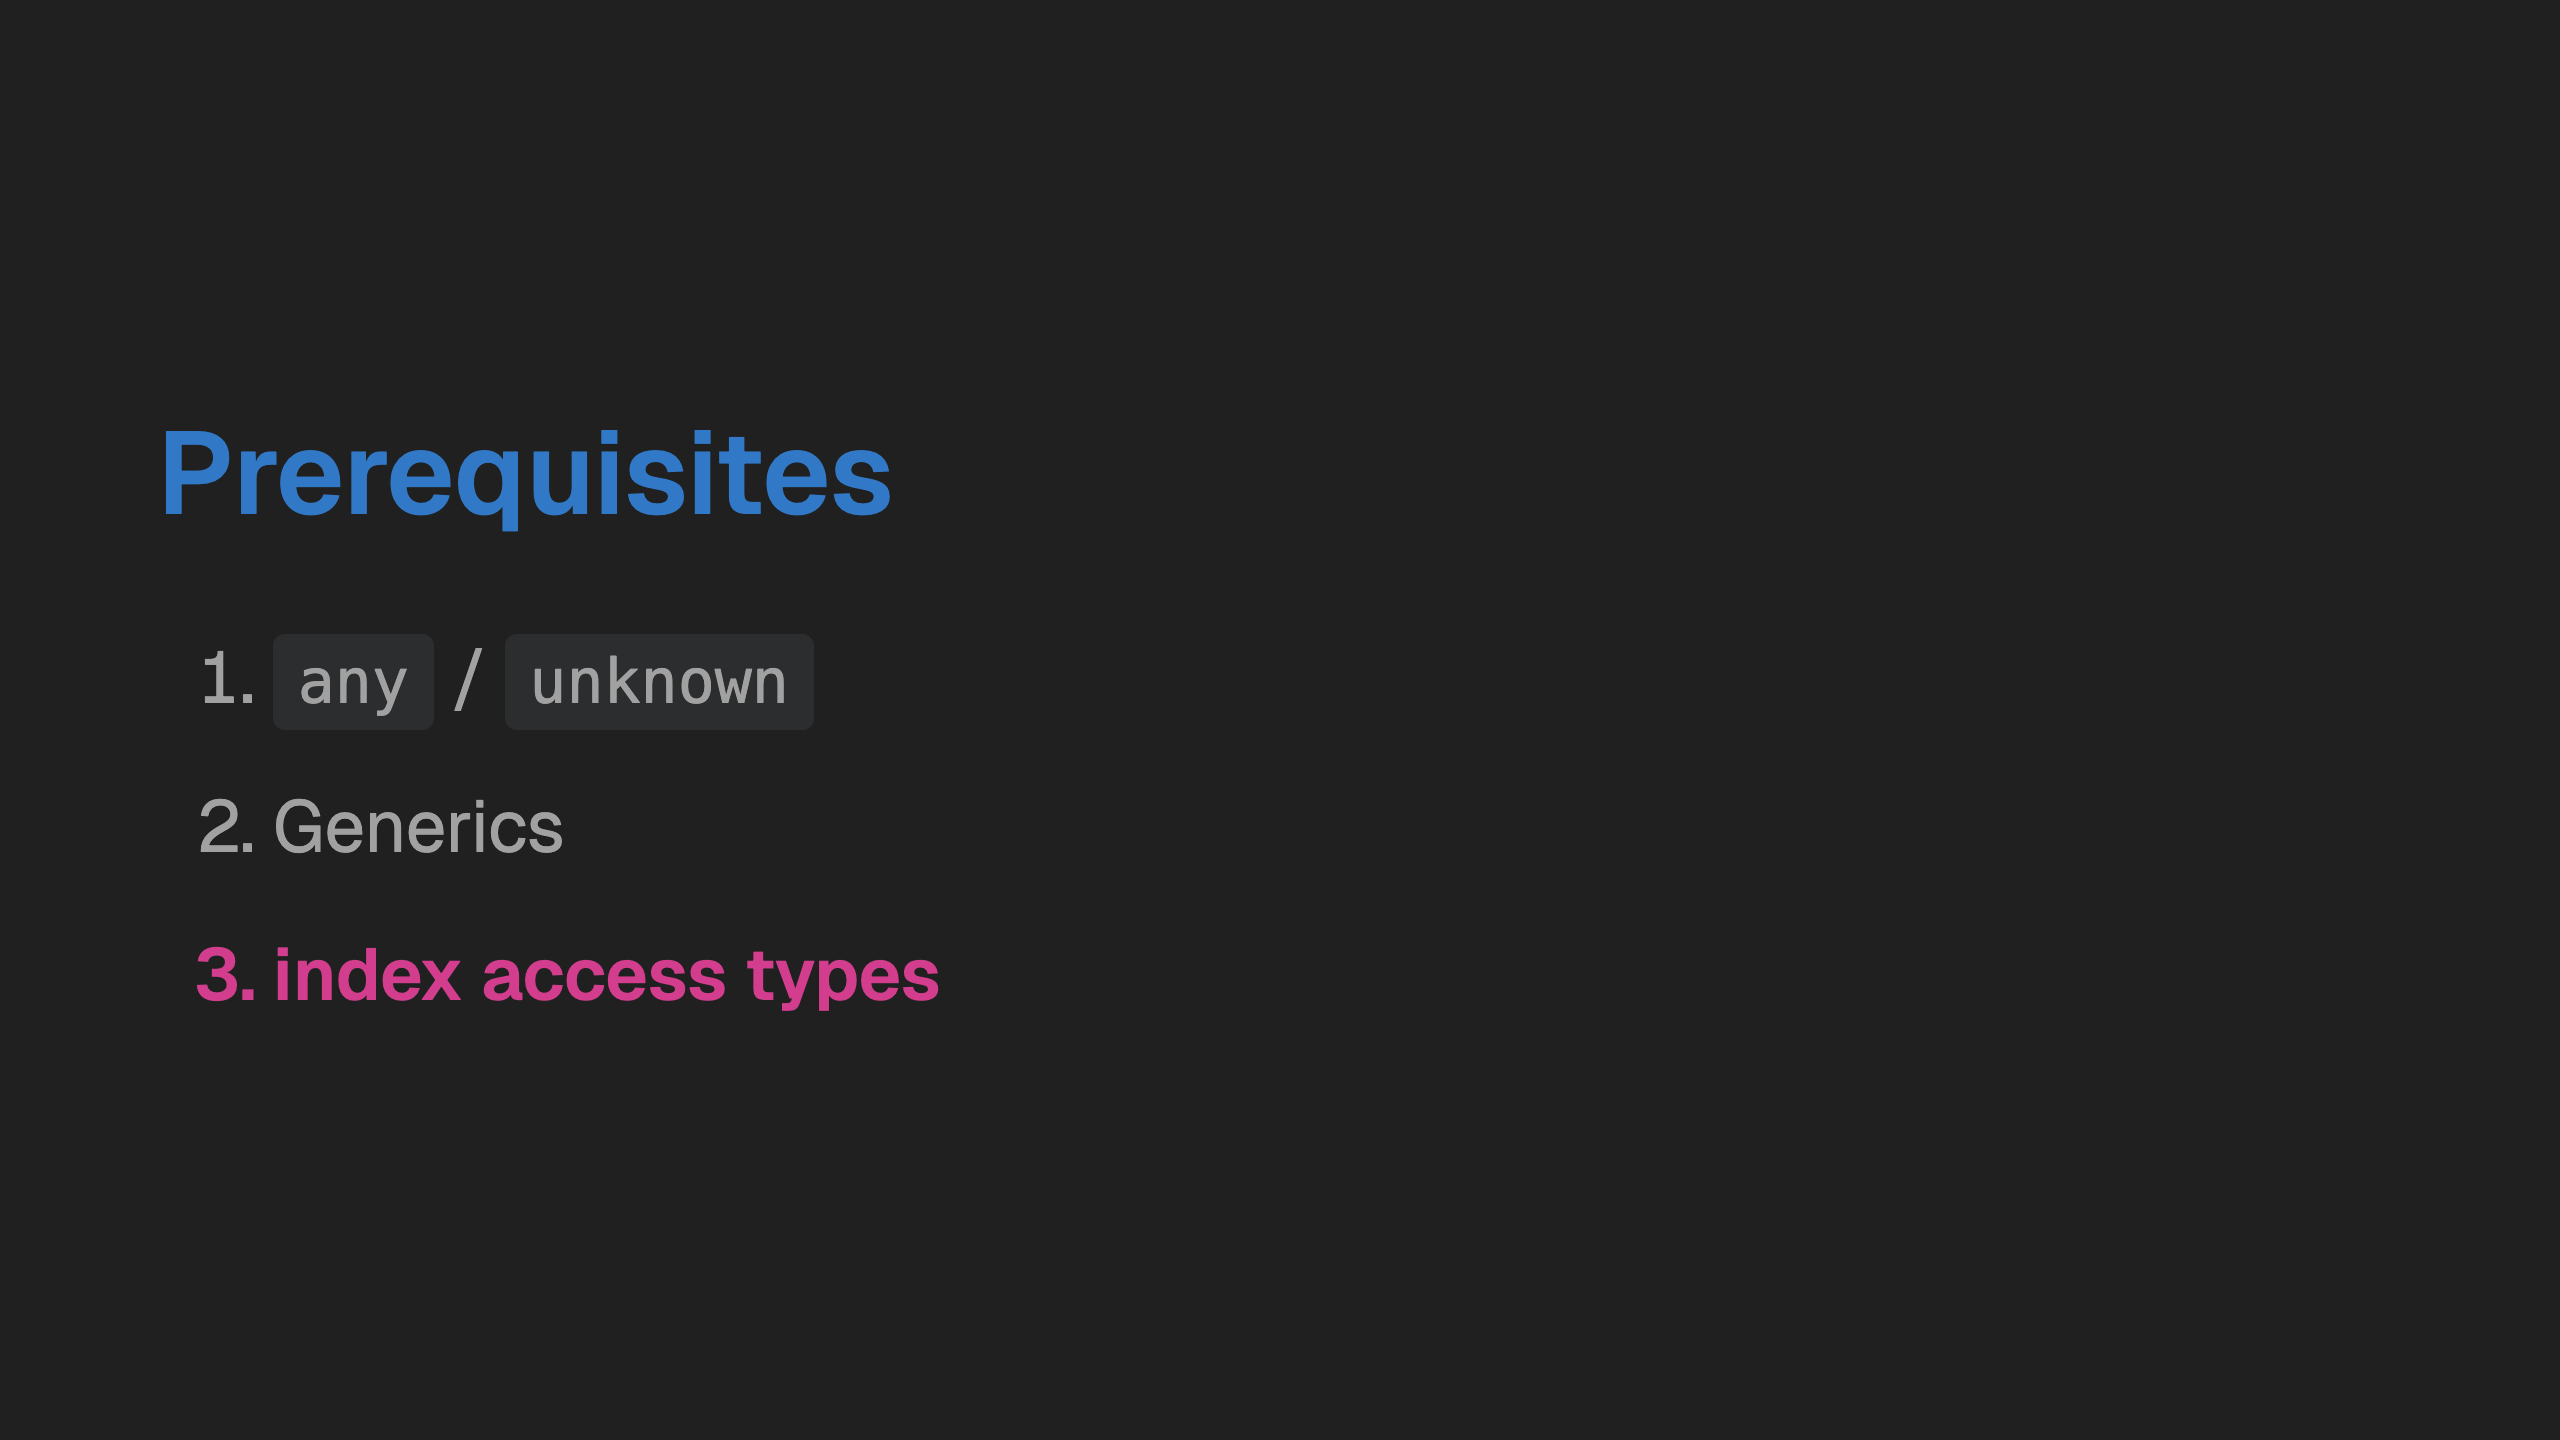 Prerequisites
1. any / unknown
2. Generics
3. index access types